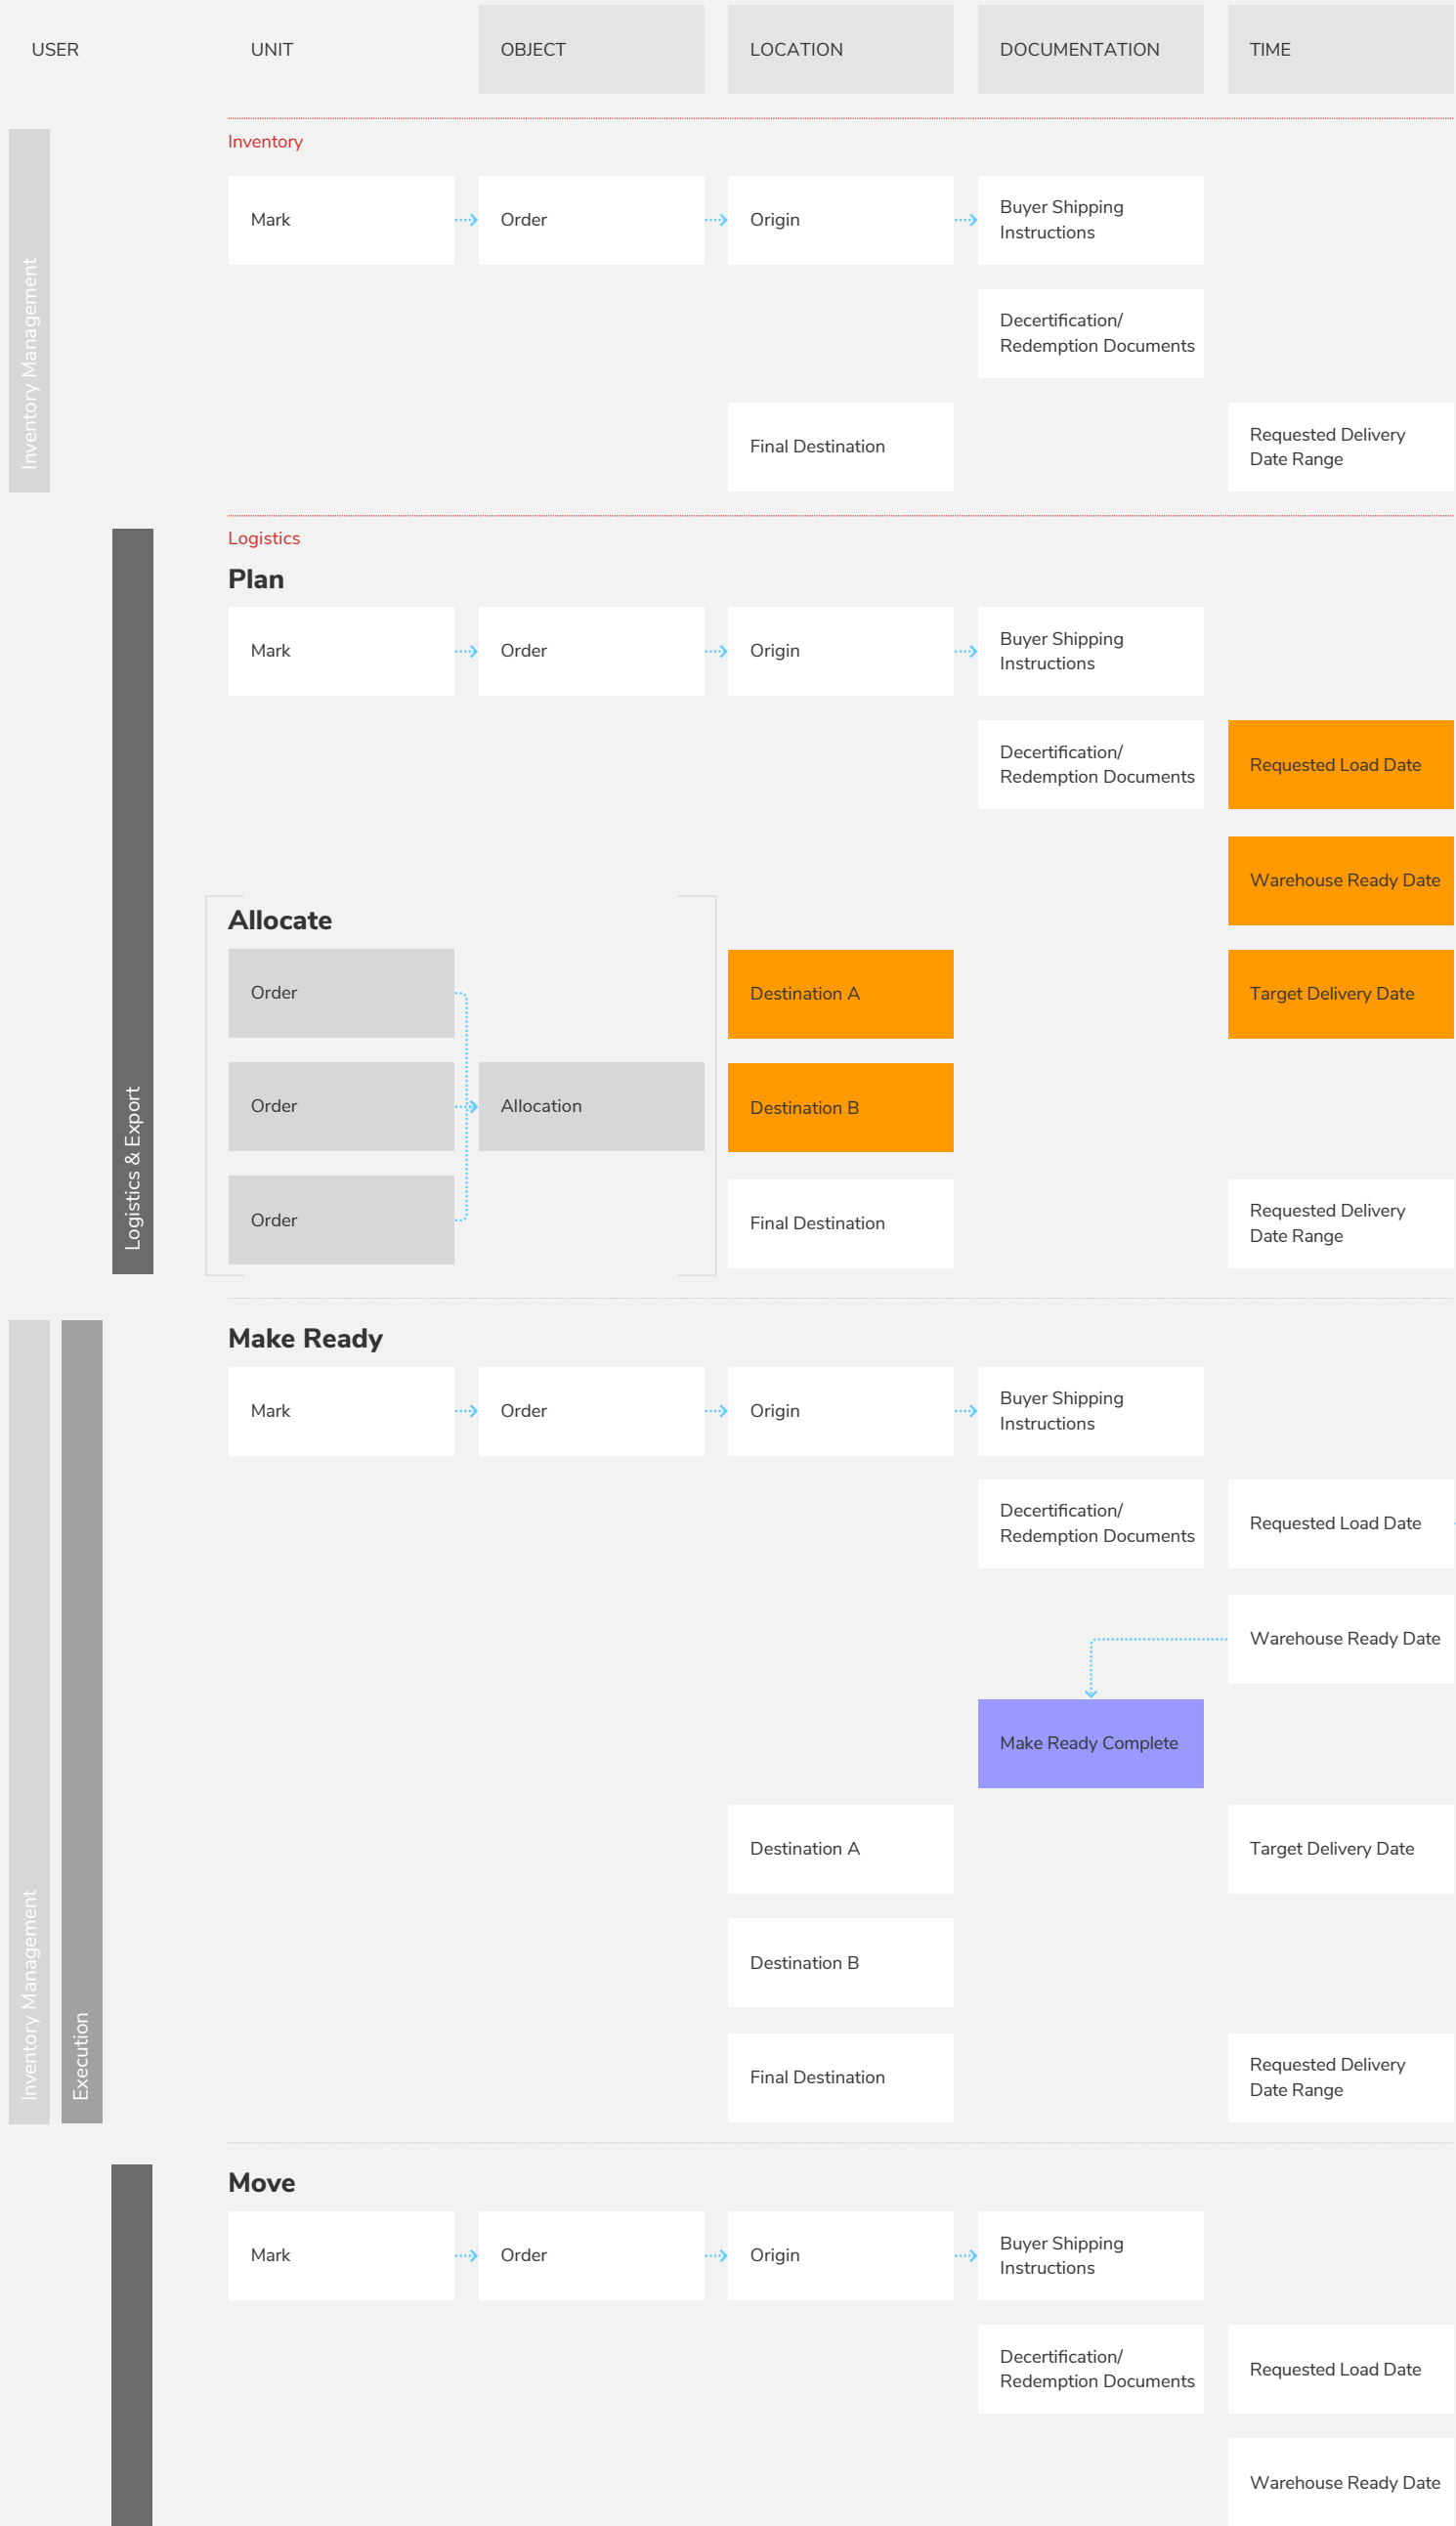 USER
UNIT
OBJECT
LOCATION
DOCUMENTATION
TIME
Inventory Management
Inventory
Mark
Order
Origin
Buyer Shipping
Instructions
Decertification/
Redemption Documents
Final Destination
Requested Delivery
Date Range
Logistics & Export
Logistics
Plan
Mark
Order
Origin
Buyer Shipping
Instructions
Decertification/
Redemption Documents
Requested Load Date
Warehouse Ready Date
Allocate
Order
Destination A
Target Delivery Date
Order
Allocation
Destination B
Order
Final Destination
Requested Delivery
Date Range
Inventory Management
Execution
Make Ready
Mark
Order
Origin
Buyer Shipping
Instructions
Decertification/
Redemption Documents
Requested Load Date
Warehouse Ready Date
Make Ready Complete
Destination A
Target Delivery Date
Destination B
Final Destination
Requested Delivery
Date Range
Move
Mark
Order
Origin
Buyer Shipping
Instructions
Decertification/
Redemption Documents
Requested Load Date
Warehouse Ready Date